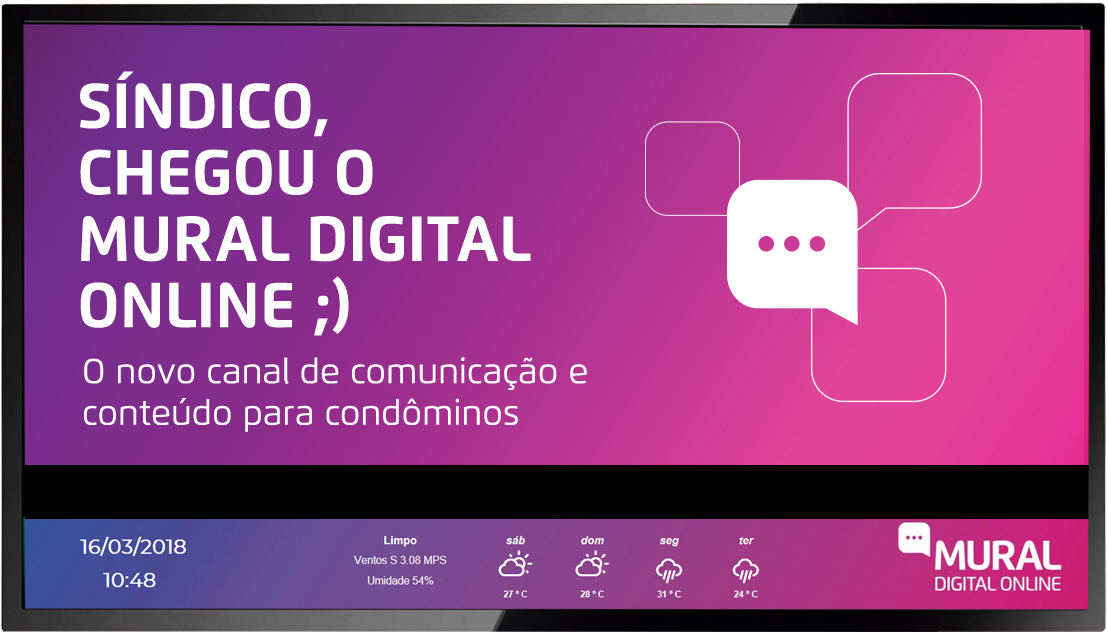 SÍNDICO,
CHEGOU O
MURAL DIGITAL
ONLINE ;)
O novo canal de comunicação e
conteúdo para condôminos
16/03/2018
10:48
Limpo
Ventos S 3.08 MPS
Umidade 54%
sáb
27 º C
dom
28 º C
seg
31 º C
ter
24 º C
MURAL
DIGITAL ONLINE